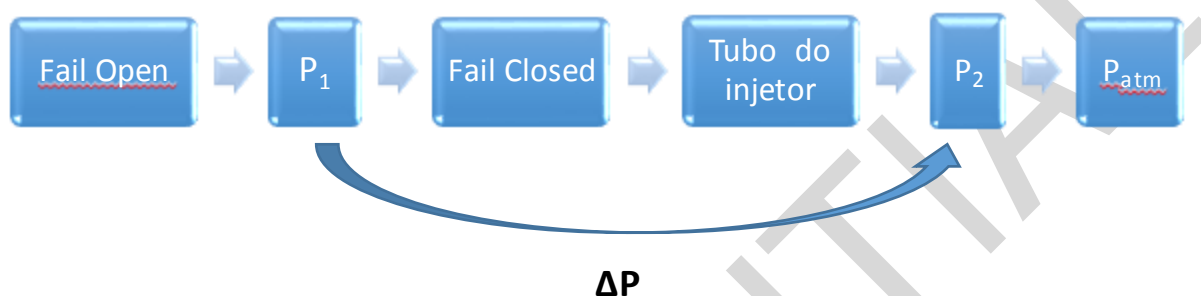 Fail Open
P₁
Fail Closed
Tubo do
injetor
P₂
Pₐₜₘ
ΔP